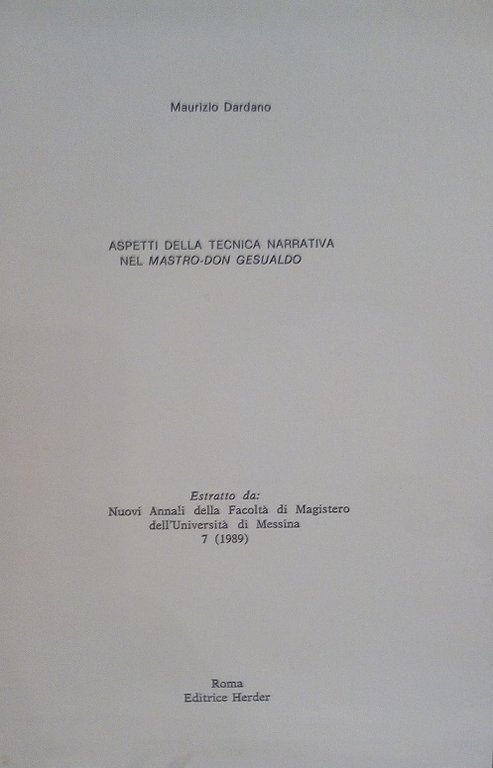 Maurizio Dardano
ASPETTI DELLA TECNICA NARRATIVA
NEL MASTRO-DON GESUALDO
Estratto da:
Nuovi Annali della Facoltà di Magistero
dell'Università di Messina
7 (1989)
Roma
Editrice Herder